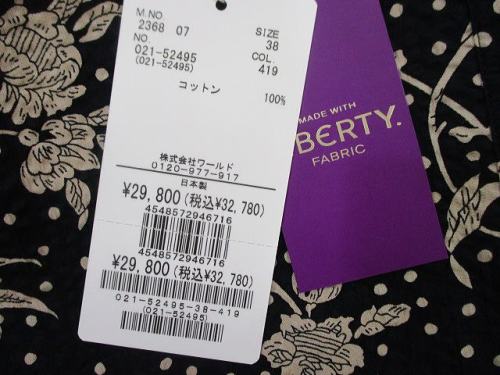 M.NO
2368 07
SIZE
38
NO.
021-52495
(021-52495)
COL.
419
コットン 100%
株式会社ワールド
0120-977-917
日本製
¥29,800(税込¥32,780)
4548572946716
4548572946716
¥29,800(税込¥32,780)
021-52495-38-419
(021-52495)
MADE WITH
BERTY.
FABRIC